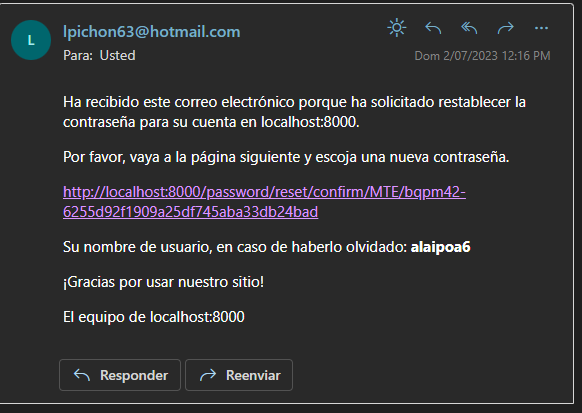 L
lpichon63@hotmail.com
Para: Usted
Dom 2/07/2023 12:16 PM
Ha recibido este correo electrónico porque ha solicitado restablecer la
contraseña para su cuenta en localhost:8000.
Por favor, vaya a la página siguiente y escoja una nueva contraseña.
http://localhost:8000/password/reset/confirm/MTE/bqpm42-
6255d92f1909a25df745aba33db24bad
Su nombre de usuario, en caso de haberlo olvidado: alaipoa6
¡Gracias por usar nuestro sitio!
El equipo de localhost:8000
Responder
Reenviar